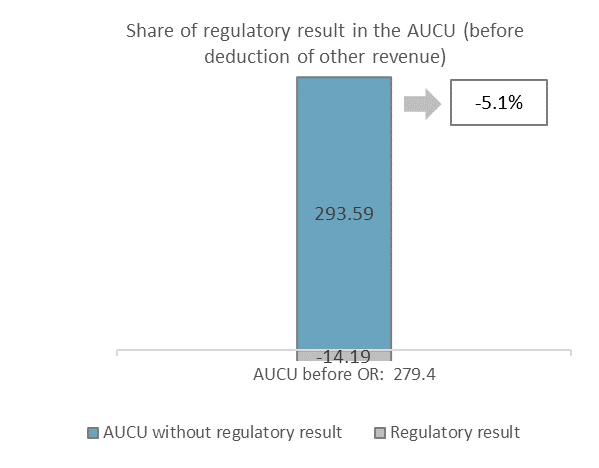 Share of regulatory result in the AUCU (before
deduction of other revenue)
-5.1%
293.59
-14.19
AUCU before OR:  279.4
AUCU without regulatory result
Regulatory result